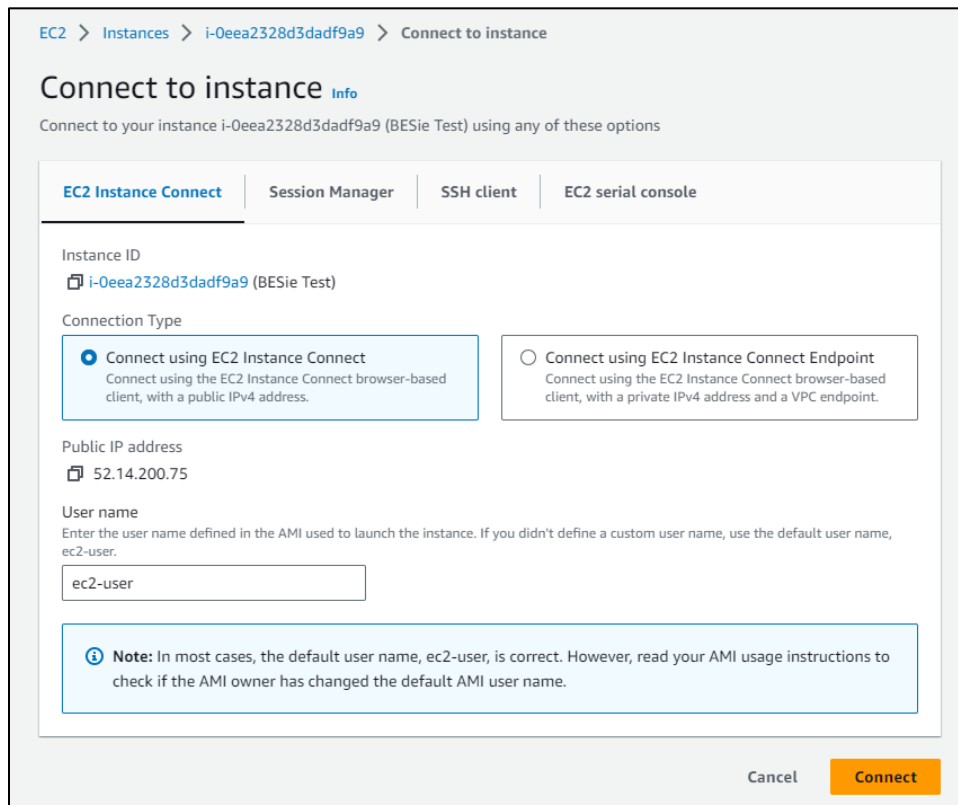 EC2 > Instances > i-0eea2328d3dadf9a9 > Connect to instance
Connect to instance Info
Connect to your instance i-0eea2328d3dadf9a9 (BESie Test) using any of these options
EC2 Instance Connect Session Manager SSH client EC2 serial console
Instance ID
i-0eea2328d3dadf9a9 (BESie Test)
Connection Type
Connect using EC2 Instance Connect
Connect using the EC2 Instance Connect browser-based
client, with a public IPv4 address.
Connect using EC2 Instance Connect Endpoint
Connect using the EC2 Instance Connect browser-based
client, with a private IPv4 address and a VPC endpoint.
Public IP address
52.14.200.75
User name
Enter the user name defined in the AMI used to launch the instance. If you didn't define a custom user name, use the default user name,
ec2-user.
ec2-user
Note: In most cases, the default user name, ec2-user, is correct. However, read your AMI usage instructions to
check if the AMI owner has changed the default AMI user name.
Cancel Connect